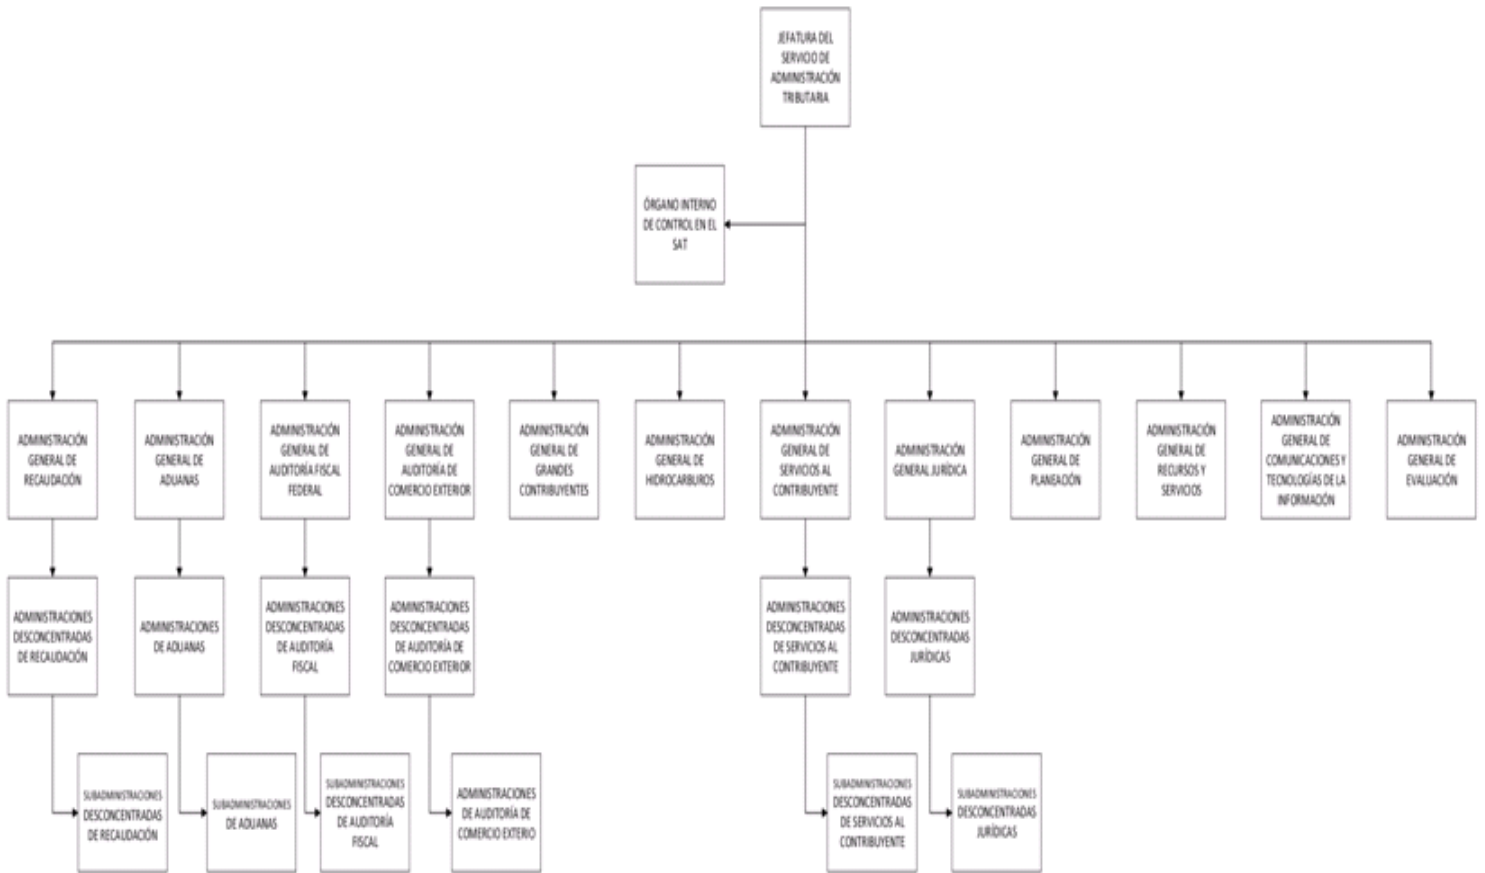 JEFATURA DEL
SERVICIO DE
ADMINISTRACIÓN
TRIBUTARIA
ÓRGANO INTERNO
DE CONTROL EN EL
SAT
ADMINISTRACIÓN
GENERAL DE
RECAUDACIÓN
ADMINISTRACIÓN
GENERAL DE
ADUANAS
ADMINISTRACIÓN
GENERAL DE
AUDITORÍA FISCAL
FEDERAL
ADMINISTRACIÓN
GENERAL DE
AUDITORÍA DE
COMERCIO EXTERIOR
ADMINISTRACIÓN
GENERAL DE
GRANDES
CONTRIBUYENTES
ADMINISTRACIÓN
GENERAL DE
HIDROCARBUROS
ADMINISTRACIÓN
GENERAL DE
SERVICIOS AL
CONTRIBUYENTE
ADMINISTRACIÓN
GENERAL JURÍDICA
ADMINISTRACIÓN
GENERAL DE
PLANEACIÓN
ADMINISTRACIÓN
GENERAL DE
RECURSOS Y
SERVICIOS
ADMINISTRACIÓN
GENERAL DE
COMUNICACIONES Y
TECNOLOGÍAS DE LA
INFORMACIÓN
ADMINISTRACIÓN
GENERAL DE
EVALUACIÓN
ADMINISTRACIONES
DESCONCENTRADAS
DE RECAUDACIÓN
ADMINISTRACIONES
DE ADUANAS
ADMINISTRACIONES
DESCONCENTRADAS
DE AUDITORÍA
FISCAL
ADMINISTRACIONES
DESCONCENTRADAS
DE AUDITORÍA DE
COMERCIO EXTERIOR
ADMINISTRACIONES
DESCONCENTRADAS
DE SERVICIOS AL
CONTRIBUYENTE
ADMINISTRACIONES
DESCONCENTRADAS
JURÍDICAS
SUBADMINISTRACIONES
DESCONCENTRADAS
DE RECAUDACIÓN
SUBADMINISTRACIONES
DE ADUANAS
SUBADMINISTRACIONES
DESCONCENTRADAS
DE AUDITORÍA
FISCAL
ADMINISTRACIONES
DE AUDITORÍA DE
COMERCIO EXTERIO
SUBADMINISTRACIONES
DESCONCENTRADAS
DE SERVICIOS AL
CONTRIBUYENTE
SUBADMINISTRACIONES
DESCONCENTRADAS
JURÍDICAS